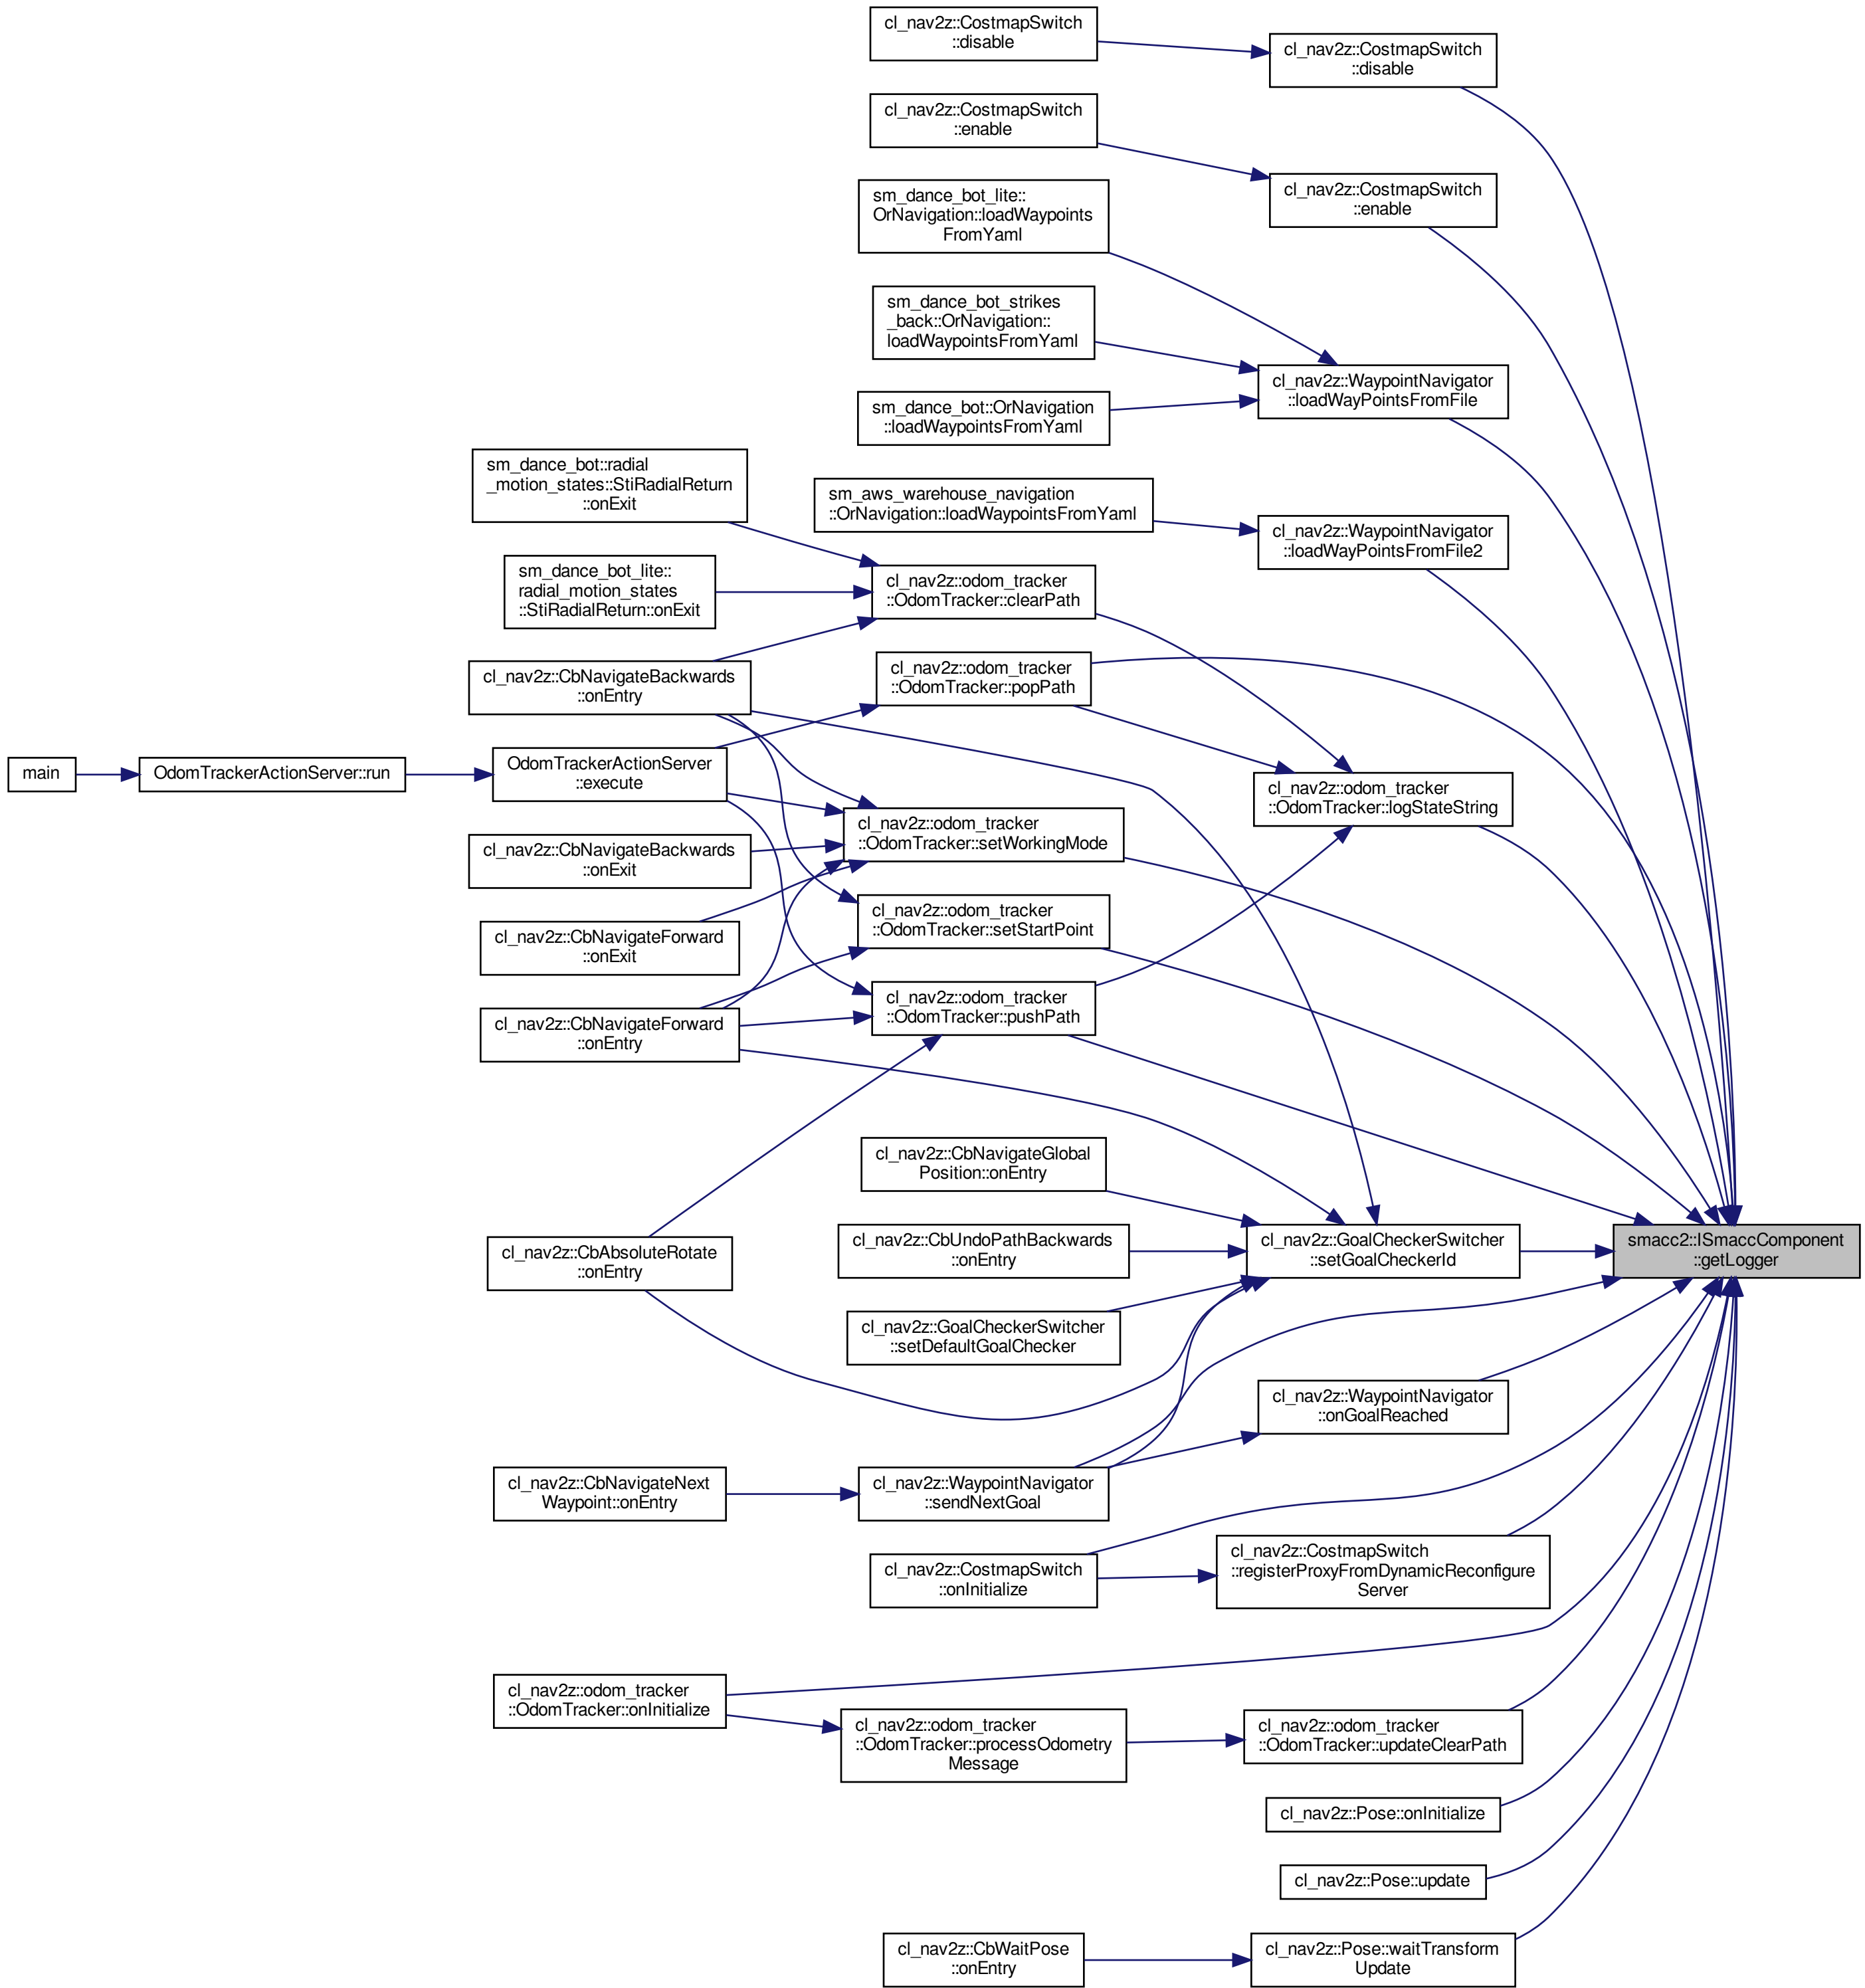 cl_nav2z::CostmapSwitch
::disable
cl_nav2z::CostmapSwitch
::disable
cl_nav2z::CostmapSwitch
::enable
cl_nav2z::CostmapSwitch
::enable
sm_dance_bot_lite::
OrNavigation::loadWaypoints
FromYaml
sm_dance_bot_strikes
_back::OrNavigation::
loadWaypointsFromYaml
cl_nav2z::WaypointNavigator
::loadWayPointsFromFile
sm_dance_bot::OrNavigation
::loadWaypointsFromYaml
sm_dance_bot::radial
_motion_states::StiRadialReturn
::onExit
sm_aws_warehouse_navigation
::OrNavigation::loadWaypointsFromYaml
cl_nav2z::WaypointNavigator
::loadWayPointsFromFile2
sm_dance_bot_lite::
radial_motion_states
::StiRadialReturn::onExit
cl_nav2z::odom_tracker
::OdomTracker::clearPath
cl_nav2z::CbNavigateBackwards
::onEntry
cl_nav2z::odom_tracker
::OdomTracker::popPath
main
OdomTrackerActionServer::run
OdomTrackerActionServer
::execute
cl_nav2z::odom_tracker
::OdomTracker::logStateString
cl_nav2z::odom_tracker
::OdomTracker::setWorkingMode
cl_nav2z::CbNavigateBackwards
::onExit
cl_nav2z::odom_tracker
::OdomTracker::setStartPoint
cl_nav2z::CbNavigateForward
::onExit
cl_nav2z::odom_tracker
::OdomTracker::pushPath
cl_nav2z::CbNavigateForward
::onEntry
cl_nav2z::CbNavigateGlobal
Position::onEntry
cl_nav2z::CbAbsoluteRotate
::onEntry
cl_nav2z::CbUndoPathBackwards
::onEntry
cl_nav2z::GoalCheckerSwitcher
::setGoalCheckerId
smacc2::ISmaccComponent
::getLogger
cl_nav2z::GoalCheckerSwitcher
::setDefaultGoalChecker
cl_nav2z::WaypointNavigator
::onGoalReached
cl_nav2z::CbNavigateNext
Waypoint::onEntry
cl_nav2z::WaypointNavigator
::sendNextGoal
cl_nav2z::CostmapSwitch
::onInitialize
cl_nav2z::CostmapSwitch
::registerProxyFromDynamicReconfigure
Server
cl_nav2z::odom_tracker
::OdomTracker::onInitialize
cl_nav2z::odom_tracker
::OdomTracker::processOdometry
Message
cl_nav2z::odom_tracker
::OdomTracker::updateClearPath
cl_nav2z::Pose::onInitialize
cl_nav2z::Pose::update
cl_nav2z::CbWaitPose
::onEntry
cl_nav2z::Pose::waitTransform
Update